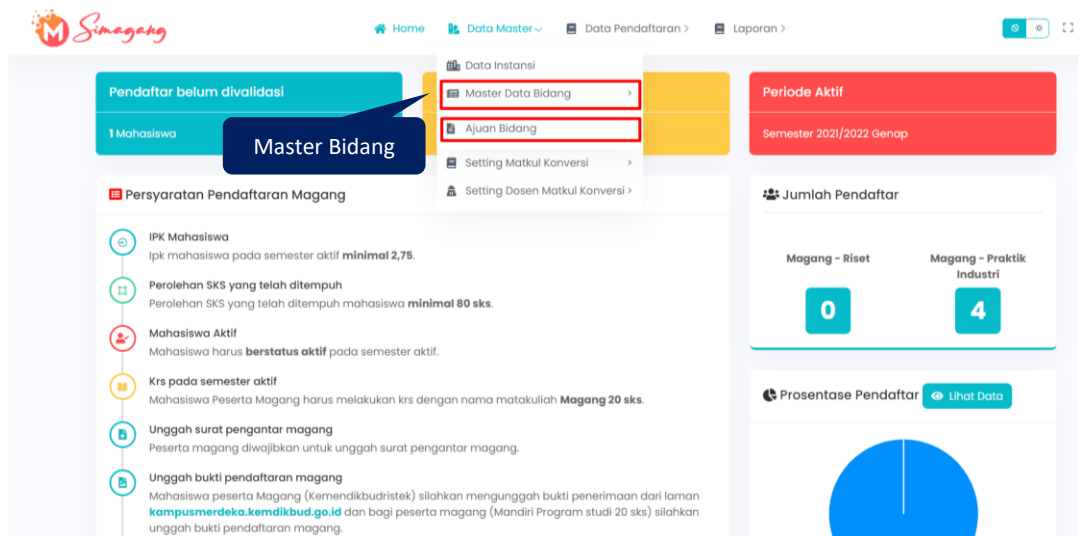 Simagang
Home
Data Master
Data Pendaftaran >
Laporan >
Data Instansi
Master Data Bidang >
Ajuan Bidang
Setting Matkul Konversi >
Setting Dosen Matkul Konversi >
Master Bidang
Pendaftar belum divalidasi
1 Mahasiswa
Periode Aktif
Semester 2021/2022 Genap
Persyaratan Pendaftaran Magang
IPK Mahasiswa
Ipk mahasiswa pada semester aktif minimal 2,75.
Perolehan SKS yang telah ditempuh
Perolehan SKS yang telah ditempuh mahasiswa minimal 80 sks.
Mahasiswa Aktif
Mahasiswa harus berstatus aktif pada semester aktif.
Krs pada semester aktif
Mahasiswa Peserta Magang harus melakukan krs dengan nama matakuliah Magang 20 sks.
Unggah surat pengantar magang
Peserta magang diwajibkan untuk unggah surat pengantar magang.
Unggah bukti pendaftaran magang
Mahasiswa peserta Magang (Kemendikbudristek) silahkan mengunggah bukti penerimaan dari laman
kampusmerdeka.kemdikbud.go.id dan bagi peserta magang (Mandiri Program studi 20 sks) silahkan
unggah bukti pendaftaran magang.
Jumlah Pendaftar
Magang - Riset
0
Magang - Praktik
Industri
4
Prosentase Pendaftar
Lihat Data